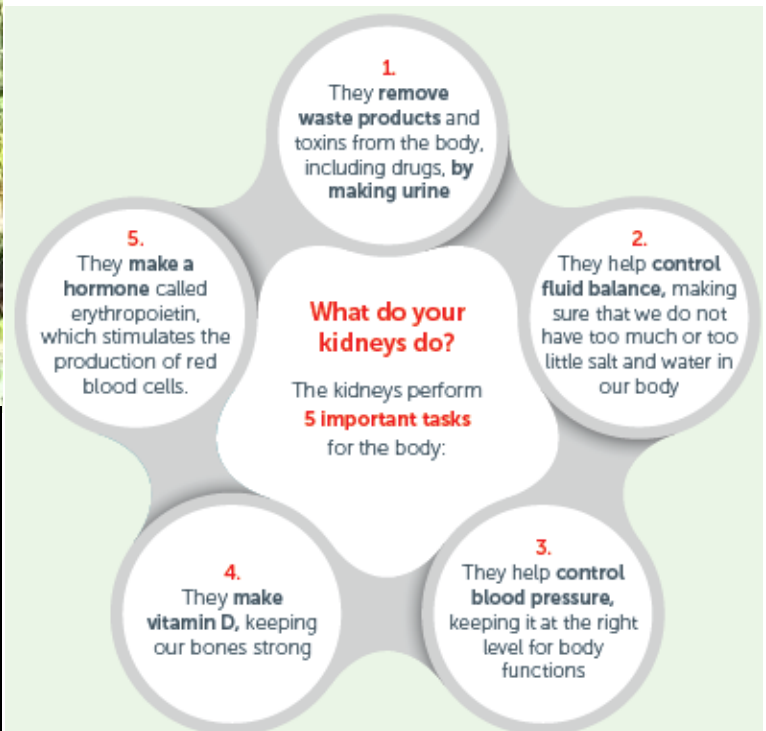 What do your
kidneys do?
The kidneys perform
5 important tasks
for the body:
1.
They remove
waste products and
toxins from the body,
including drugs, by
making urine
2.
They help control
fluid balance, making
sure that we do not
have too much or too
little salt and water in
our body
3.
They help control
blood pressure,
keeping it at the right
level for body
functions
4.
They make
vitamin D, keeping
our bones strong
5.
They make a
hormone called
erythropoietin,
which stimulates the
production of red
blood cells.